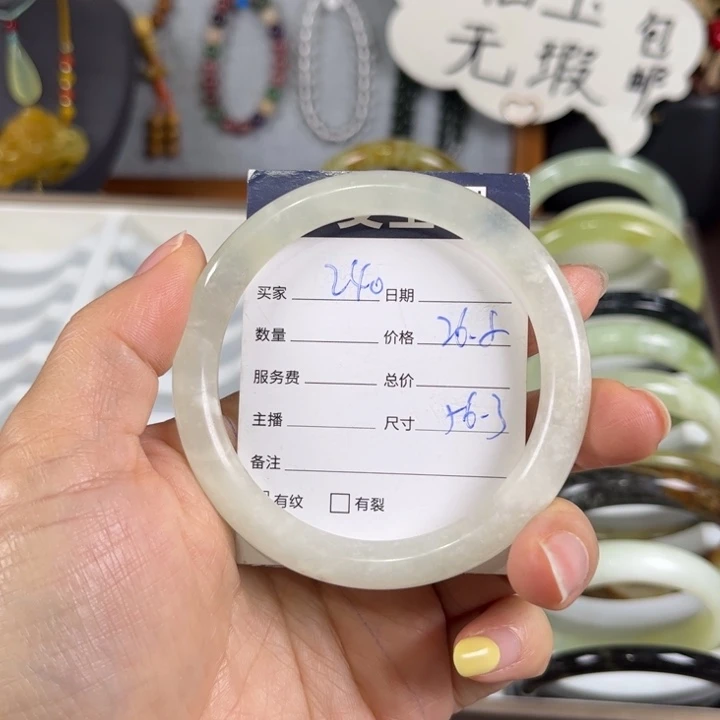 无瑕 包邮
买家 240 日期
数量 价格 26-8
服务费 总价
主播 尺寸 56-3
备注
有纹 有裂